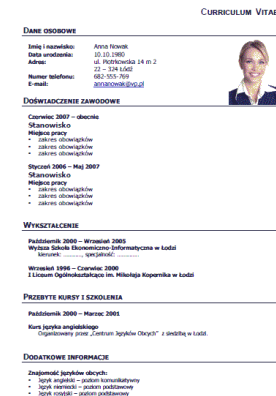 CURRICULUM VITAE
DANE OSOBOWE
Imię i nazwisko: Anna Nowak
Data urodzenia: 10.10.1980
Adres: ul. Piotrkowska 14 m 2
22 – 324 Łódź
Numer telefonu: 682-555-769
E-mail: annanowak@vp.pl
DOŚWIADCZENIE ZAWODOWE
Czerwiec 2007 – obecnie
Stanowisko
Miejsce pracy
- zakres obowiązków
- zakres obowiązków
- zakres obowiązków
Styczeń 2006 – Maj 2007
Stanowisko
Miejsce pracy
- zakres obowiązków
- zakres obowiązków
- zakres obowiązków
WYKSZTAŁCENIE
Październik 2000 – Wrzesień 2005
Wyższa Szkoła Ekonomiczno-Informatyczna w Łodzi
kierunek: .........., specjalność: ............
Wrzesień 1996 – Czerwiec 2000
I Liceum Ogólnokształcące im. Mikołaja Kopernika w Łodzi
PRZEBYTE KURSY I SZKOLENIA
Październik 2000 – Marzec 2001
Kurs języka angielskiego
Organizowany przez „Centrum Języków Obcych” z siedzibą w Łodzi.
DODATKOWE INFORMACJE
Znajomość języków obcych:
- Język angielski – poziom komunikatywny
- Język niemiecki – poziom podstawowy
- Język rosyjski – poziom podstawowy